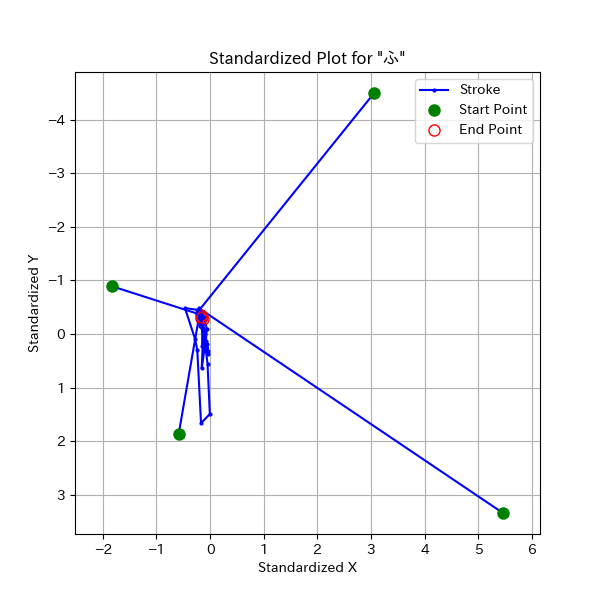 Standardized Plot for "ふ"
Stroke
Start Point
End Point
−4
−3
−2
−1
0
1
2
3
Standardized Y
−2 −1 0 1 2 3 4 5 6
Standardized X